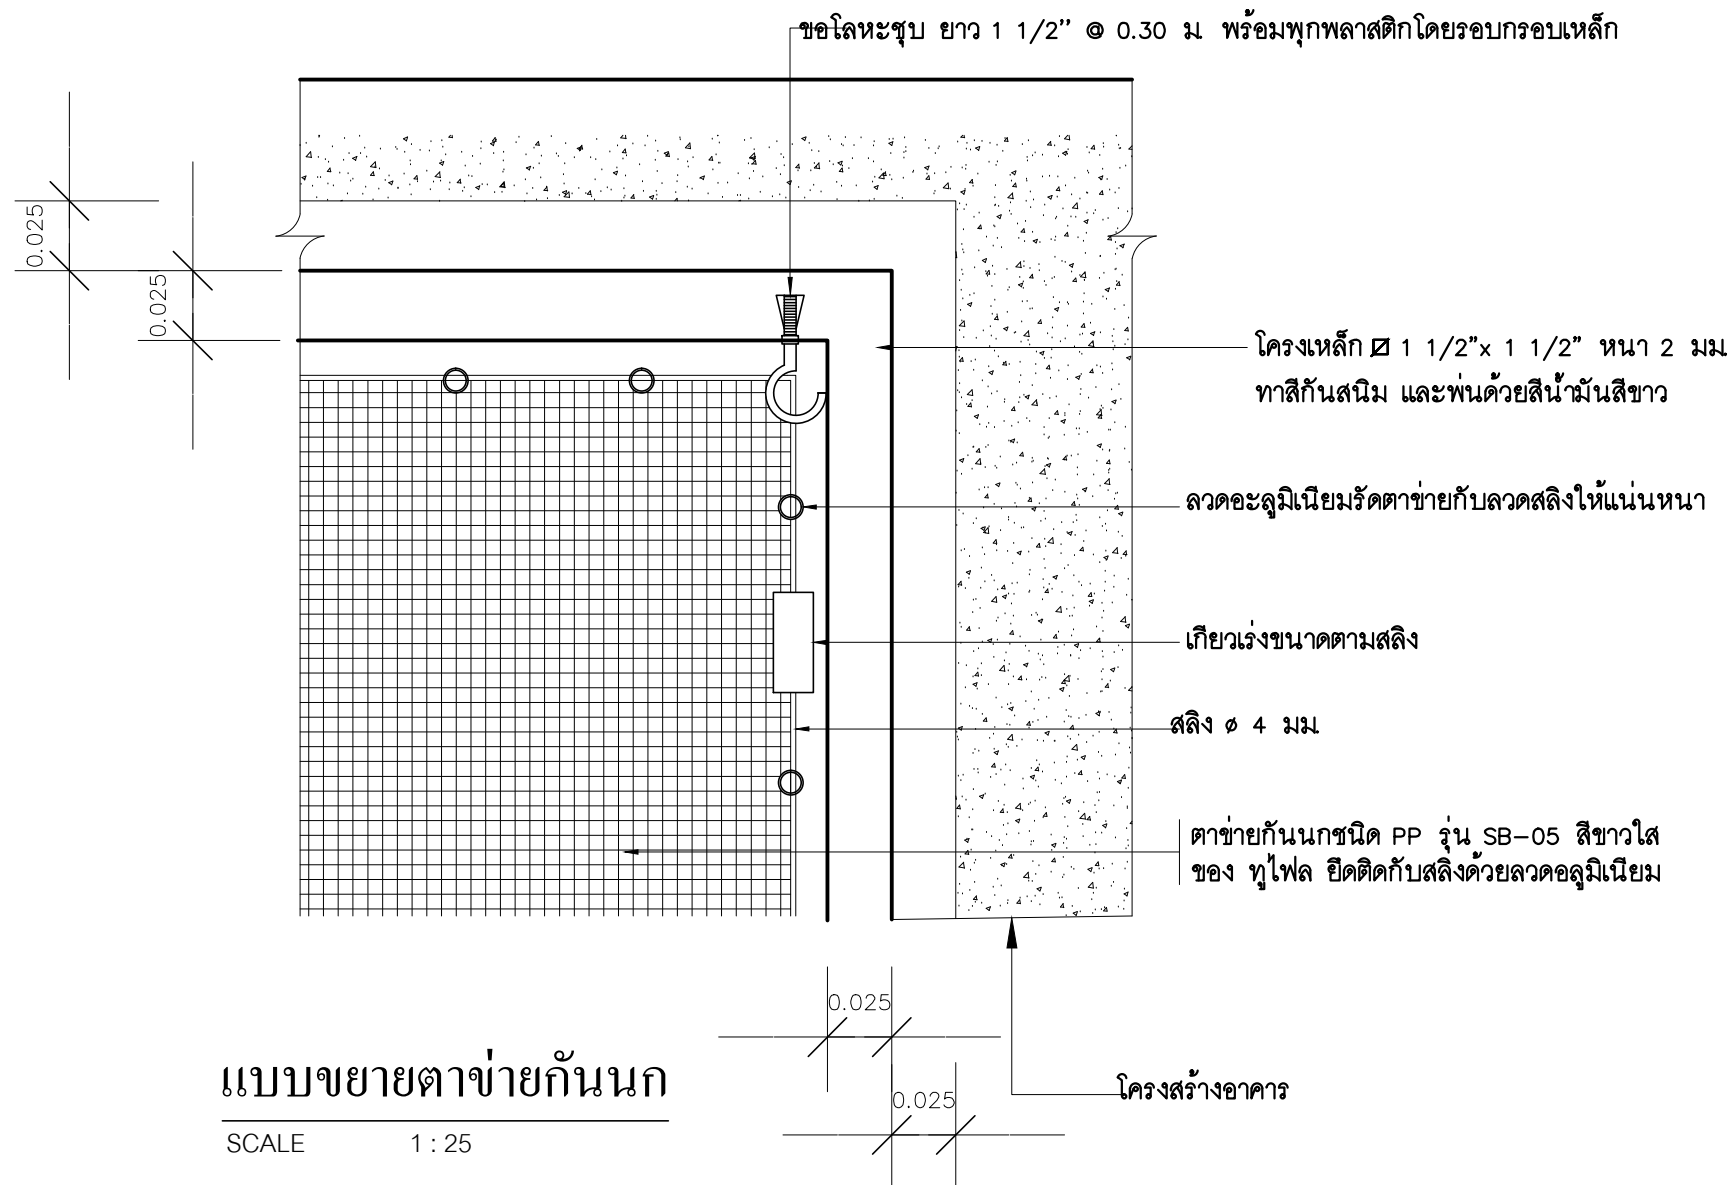 ขอโลหะชุบ ยาว 1 1/2” @ 0.30 ม. พร้อมพุกพลาสติกโดยรอบกรอบเหล็ก
0.025
0.025
โครงเหล็ก 1 1/2”x 1 1/2” หนา 2 มม.
ทาสีกันสนิม และพ่นด้วยสีน้ำมันสีขาว
ลวดอะลูมิเนียมรัดตาข่ายกับลวดสลิงให้แน่นหนา
เกียวเร่งขนาดตามสลิง
สลิง ø 4 มม.
ตาข่ายกันนกชนิด PP รุ่น SB-05 สีขาวใส
ของ ทูไฟล ยึดติดกับสลิงด้วยลวดอลูมิเนียม
0.025
0.025
โครงสร้างอาคาร
แบบขยายตาข่ายกันนก
SCALE 1 : 25